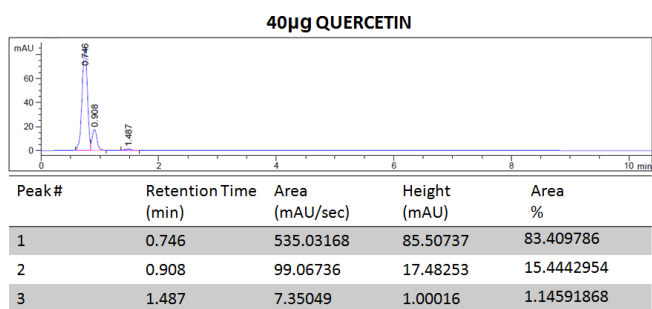 40µg QUERCETIN
mAU
60
40
20
0
0.746
0.908
1.487
0 2 4 6 8 10 min
Peak # Retention Time (min) Area (mAU/sec) Height (mAU) Area %
1 0.746 535.03168 85.50737 83.409786
2 0.908 99.06736 17.48253 15.4442954
3 1.487 7.35049 1.00016 1.14591868